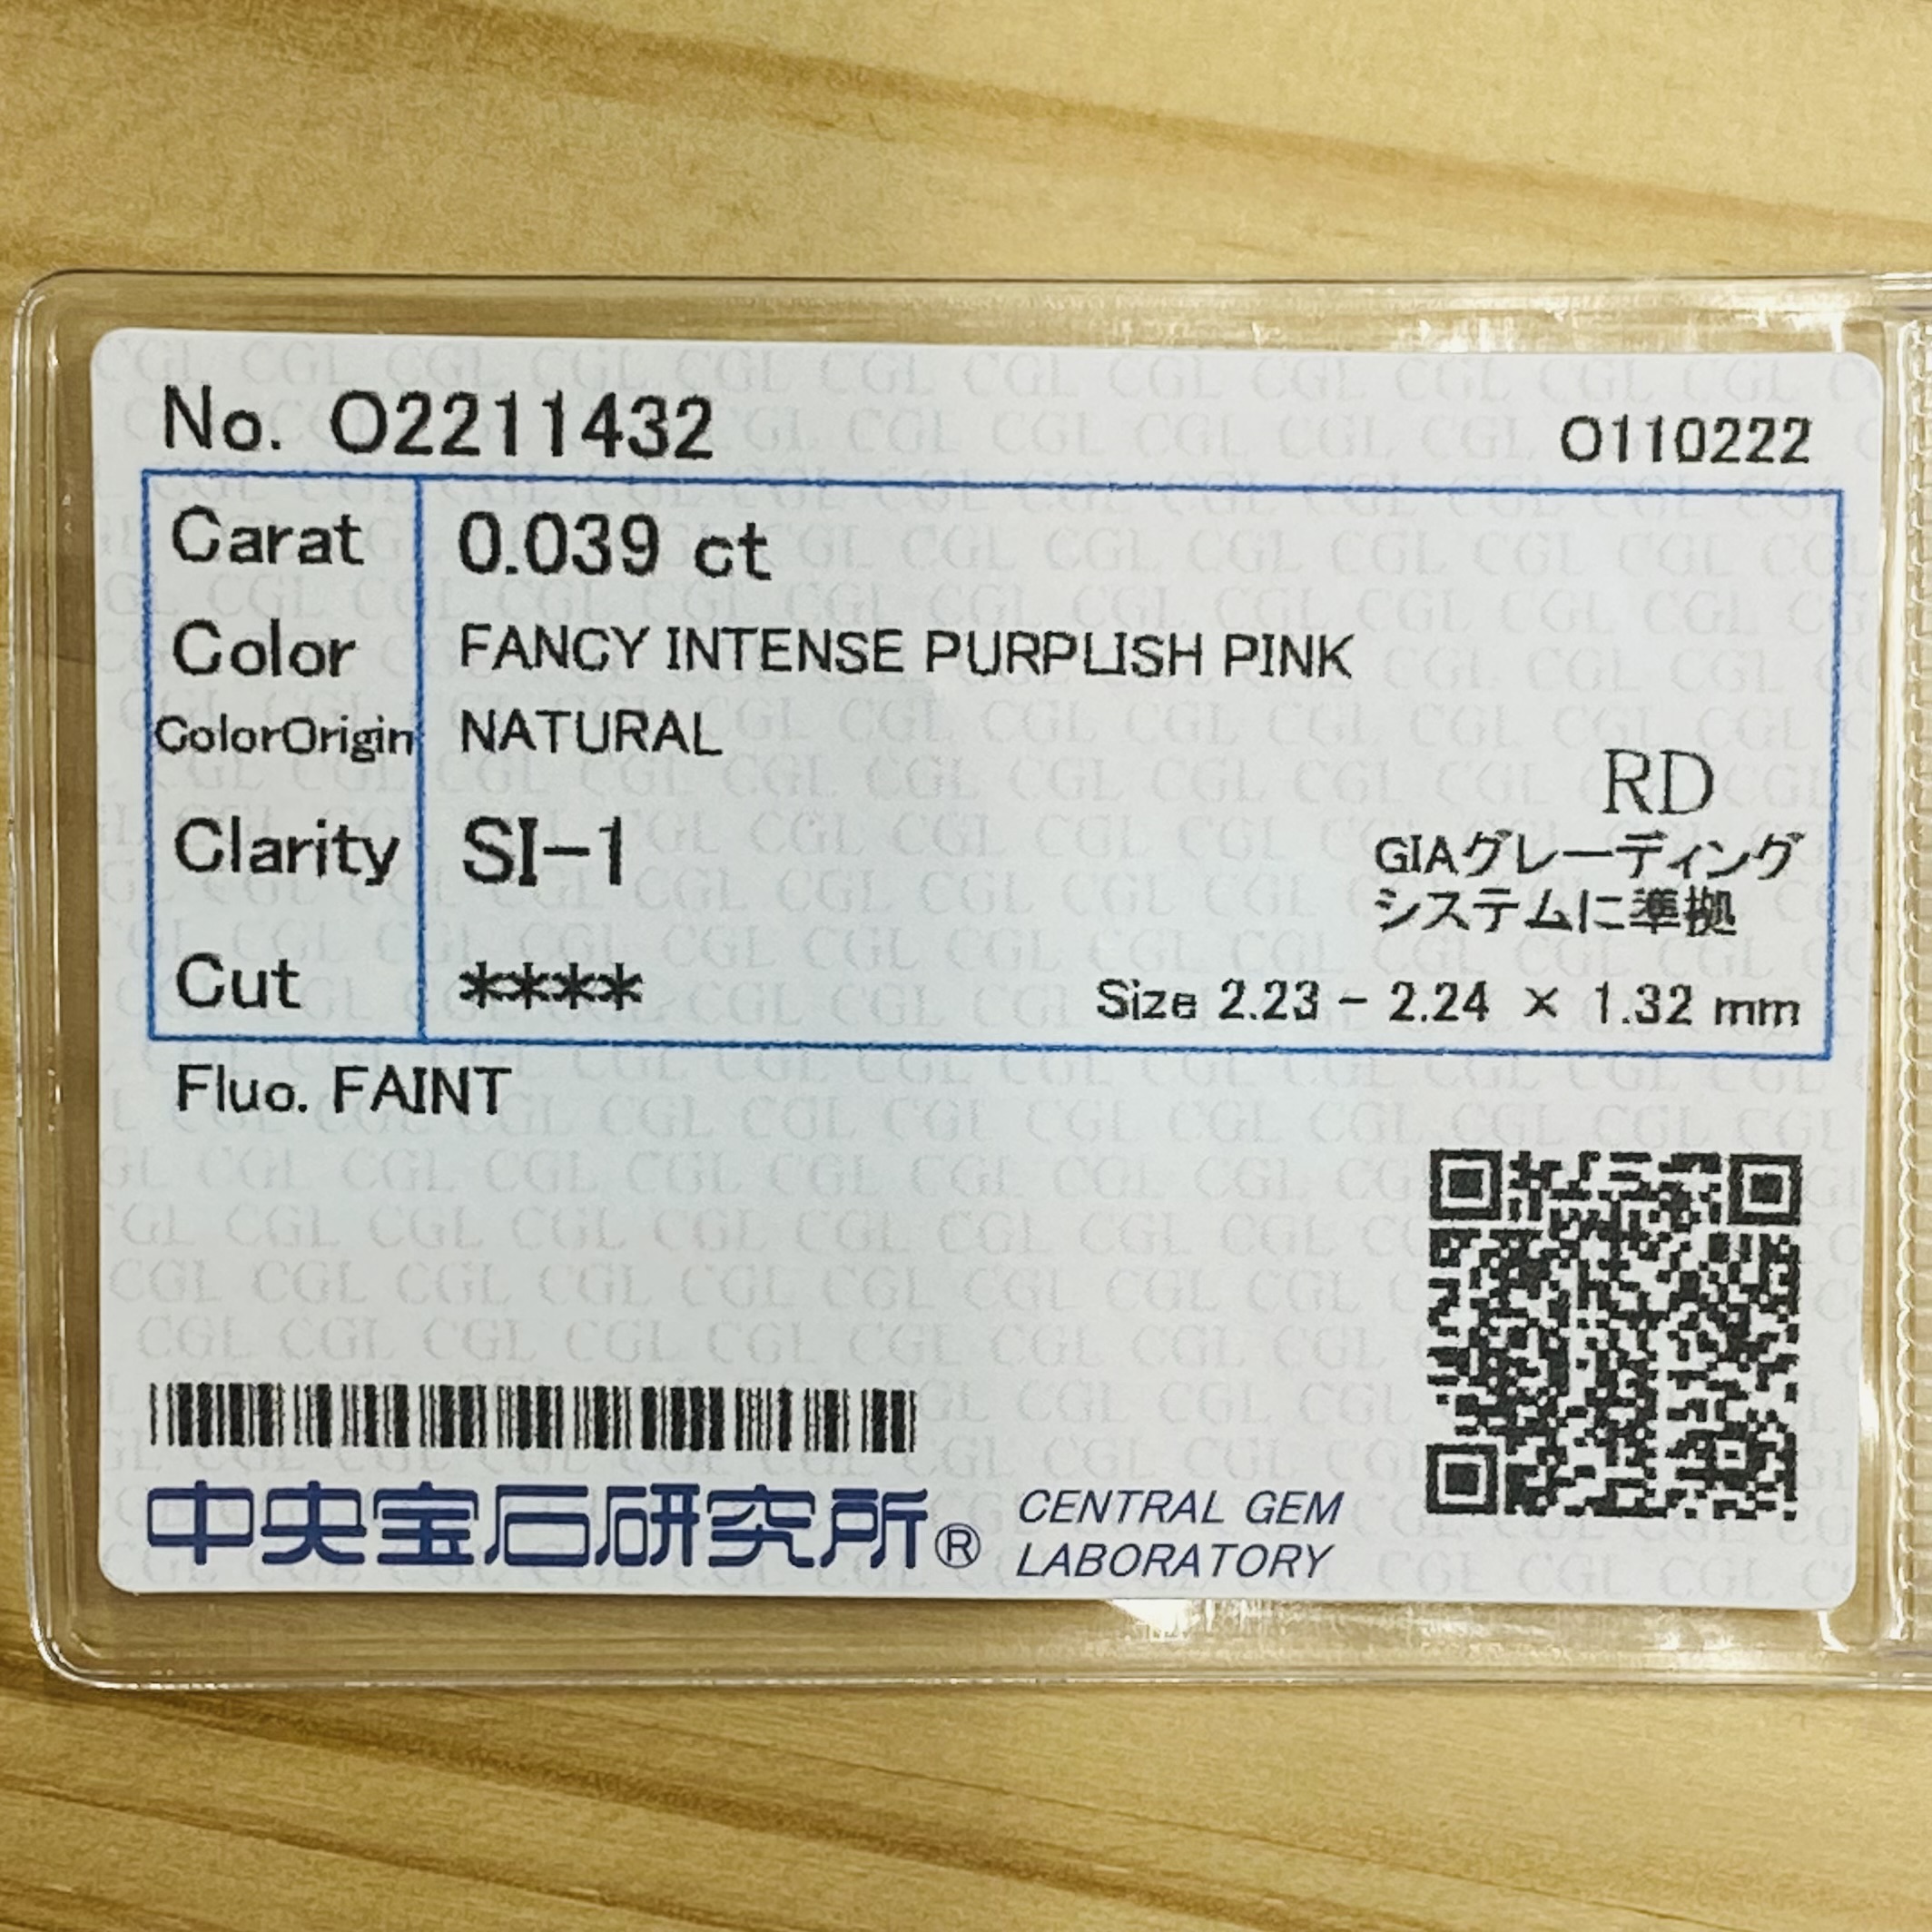 No. O2211432
O110222
Carat 0.039 ct
Color FANCY INTENSE PURPLISH PINK
ColorOrigin NATURAL
RD
Clarity SI-1
GIAグレーディング
システムに準拠
Cut ****
Size 2.23 - 2.24 × 1.32 mm
Fluo. FAINT
中央宝石研究所®
CENTRAL GEM
LABORATORY